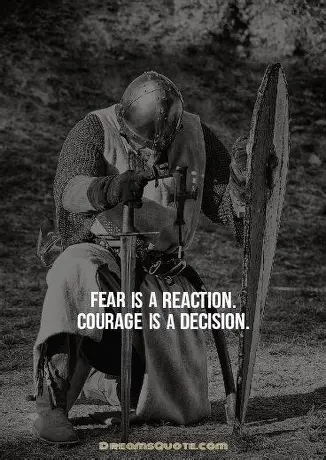 FEAR IS A REACTION.
COURAGE IS A DECISION.
DREAMSQUOTE.COM